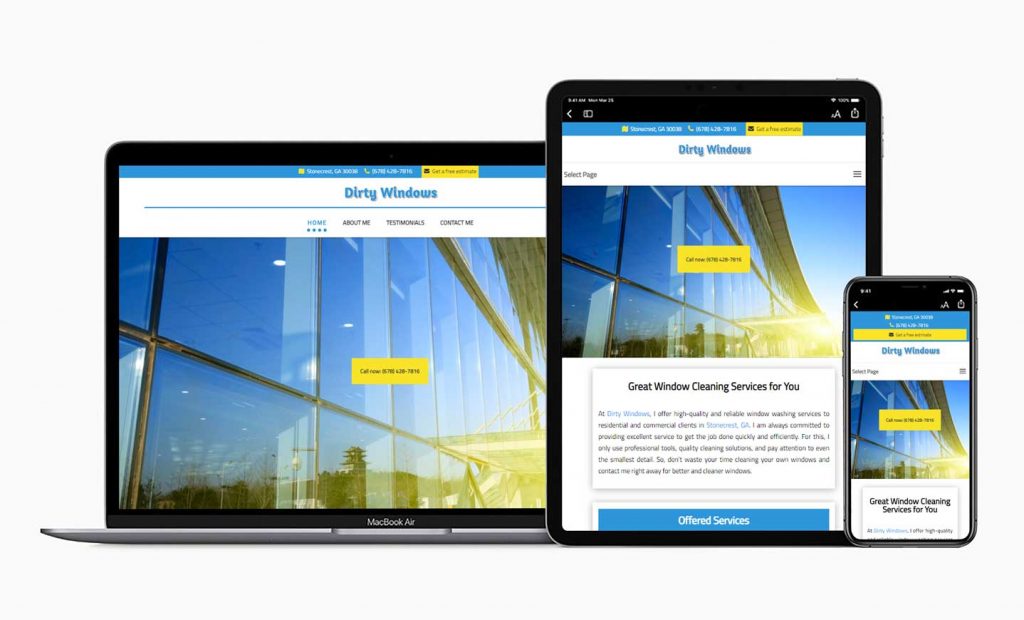 Stonecrest, GA 30038 (678) 428-7816 Get a free estimate
Dirty Windows
HOME ABOUT ME TESTIMONIALS CONTACT ME
Call now: (678) 428-7816
MacBook Air
9:41 AM Mon Mar 25 100%
AA
Stonecrest, GA 30038 (678) 428-7816 Get a free estimate
Dirty Windows
Select Page
Call now: (678) 428-7816
Great Window Cleaning Services for You
At Dirty Windows, I offer high-quality and reliable window washing services to
residential and commercial clients in Stonecrest, GA. I am always committed to
providing excellent service to get the job done quickly and efficiently. For this, I
only use professional tools, quality cleaning solutions, and pay attention to even
the smallest detail. So, don't waste your time cleaning your own windows and
contact me right away for better and cleaner windows.
Offered Services
9:41
AA
Stonecrest, GA 30038
(678) 428-7816
Get a free estimate
Dirty Windows
Select Page
Call now: (678) 428-7816
Great Window Cleaning
Services for You
At Dirty Windows, I offer high-quality